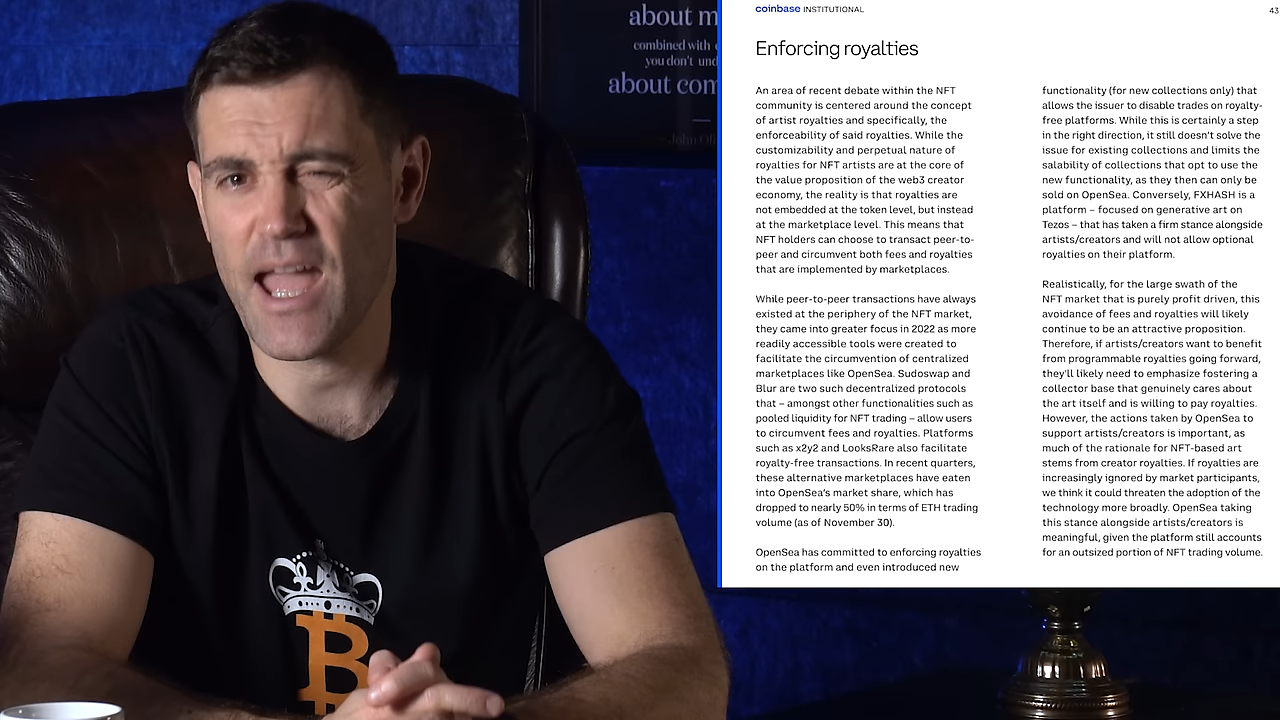 about m
combined with
you don't und
about com
John Oli
coinbase INSTITUTIONAL
43
Enforcing royalties
An area of recent debate within the NFT
community is centered around the concept
of artist royalties and specifically, the
enforceability of said royalties. While the
customizability and perpetual nature of
royalties for NFT artists are at the core of
the value proposition of the web3 creator
economy, the reality is that royalties are
not embedded at the token level, but instead
at the marketplace level. This means that
NFT holders can choose to transact peer-to-
peer and circumvent both fees and royalties
that are implemented by marketplaces.
While peer-to-peer transactions have always
existed at the periphery of the NFT market,
they came into greater focus in 2022 as more
readily accessible tools were created to
facilitate the circumvention of centralized
marketplaces like OpenSea. Sudoswap and
Blur are two such decentralized protocols
that – amongst other functionalities such as
pooled liquidity for NFT trading – allow users
to circumvent fees and royalties. Platforms
such as x2y2 and LooksRare also facilitate
royalty-free transactions. In recent quarters,
these alternative marketplaces have eaten
into OpenSea's market share, which has
dropped to nearly 50% in terms of ETH trading
volume (as of November 30).
OpenSea has committed to enforcing royalties
on the platform and even introduced new
functionality (for new collections only) that
allows the issuer to disable trades on royalty-
free platforms. While this is certainly a step
in the right direction, it still doesn't solve the
issue for existing collections and limits the
salability of collections that opt to use the
new functionality, as they then can only be
sold on OpenSea. Conversely, FXHASH is a
platform – focused on generative art on
Tezos – that has taken a firm stance alongside
artists/creators and will not allow optional
royalties on their platform.
Realistically, for the large swath of the
NFT market that is purely profit driven, this
avoidance of fees and royalties will likely
continue to be an attractive proposition.
Therefore, if artists/creators want to benefit
from programmable royalties going forward,
they'll likely need to emphasize fostering a
collector base that genuinely cares about
the art itself and is willing to pay royalties.
However, the actions taken by OpenSea to
support artists/creators is important, as
much of the rationale for NFT-based art
stems from creator royalties. If royalties are
increasingly ignored by market participants,
we think it could threaten the adoption of the
technology more broadly. OpenSea taking
this stance alongside artists/creators is
meaningful, given the platform still accounts
for an outsized portion of NFT trading volume.